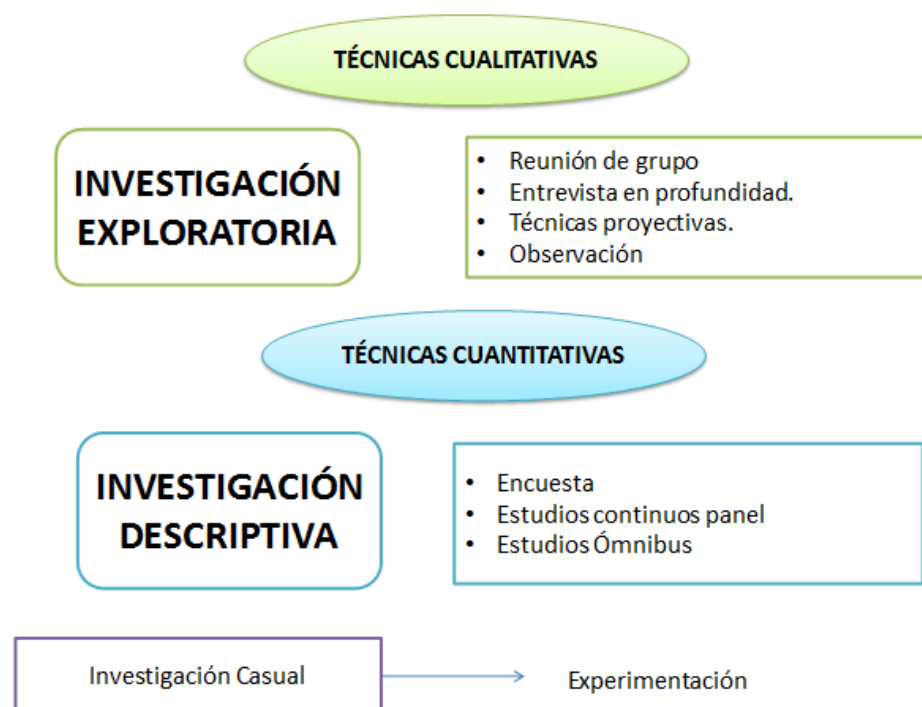 TÉCNICAS CUALITATIVAS
INVESTIGACIÓN
EXPLORATORIA
• Reunión de grupo
• Entrevista en profundidad.
• Técnicas proyectivas.
• Observación
TÉCNICAS CUANTITATIVAS
INVESTIGACIÓN
DESCRIPTIVA
• Encuesta
• Estudios continuos panel
• Estudios Ómnibus
Investigación Casual
Experimentación